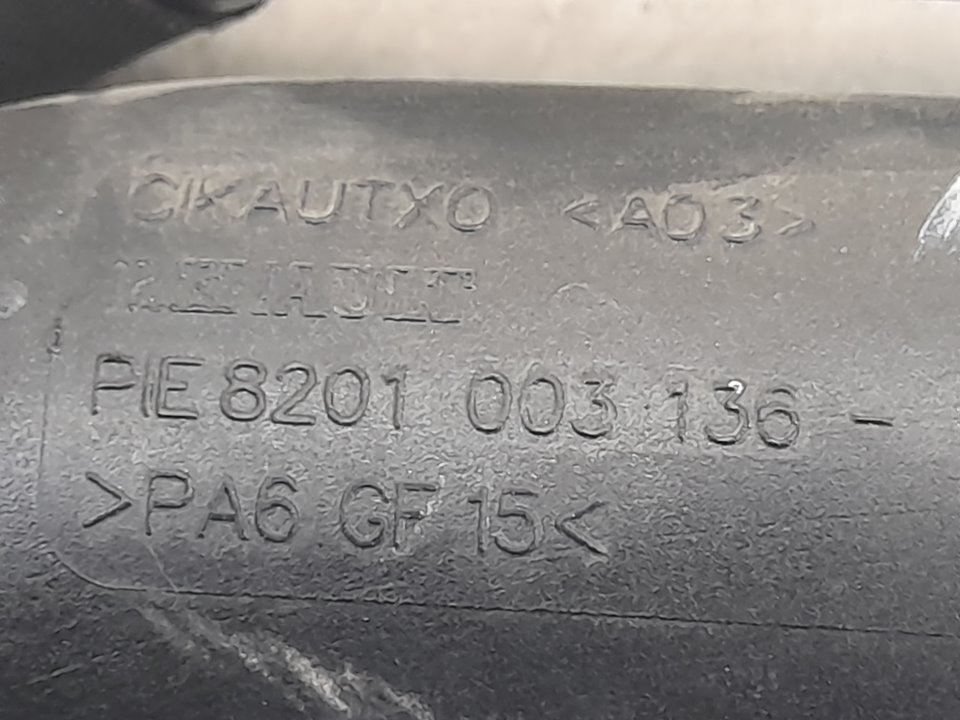 CIKAUTXO <A03>
PIE 8201 003 136 -
>PA6 GF 15<